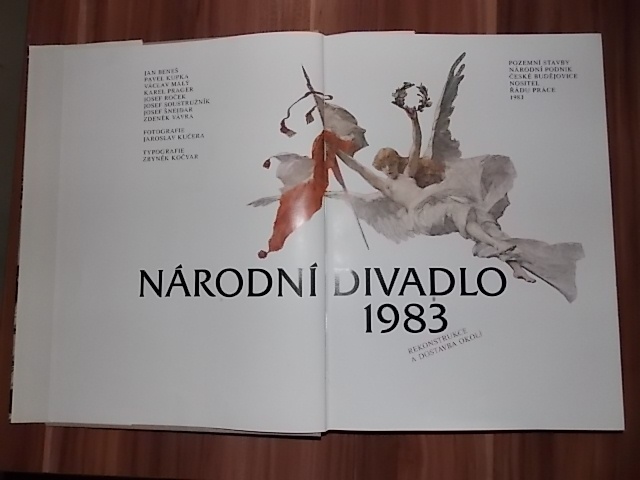 JAN BENEŠ
PAVEL KUPKA
VÁCLAV MALÝ
KAREL PRAGER
JOSEF ROČEK
JOSEF SOUSTRUŽNÍK
JOSEF ŠNEJDAR
ZDENĚK VÁVRA
FOTOGRAFIE
JAROSLAV KUČERA
TYPOGRAFIE
ZBYNĚK KOČVAR
POZEMNÍ STAVBY
NÁRODNÍ PODNIK
ČESKÉ BUDĚJOVICE
NOSITEL
ŘÁDU PRÁCE
1983
NÁRODNÍ DIVADLO
1983
REKONSTRUKCE
A DOSTAVBA OKOLÍ